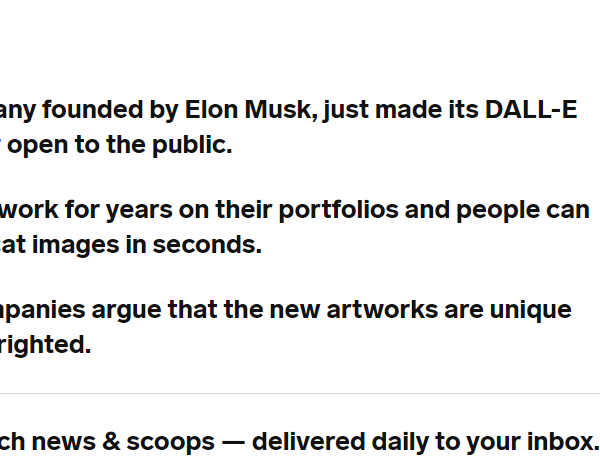 any founded by Elon Musk, just made its DALL-E
open to the public.
work for years on their portfolios and people can
cat images in seconds.
mpanies argue that the new artworks are unique
righted.
ch news & scoops — delivered daily to your inbox.